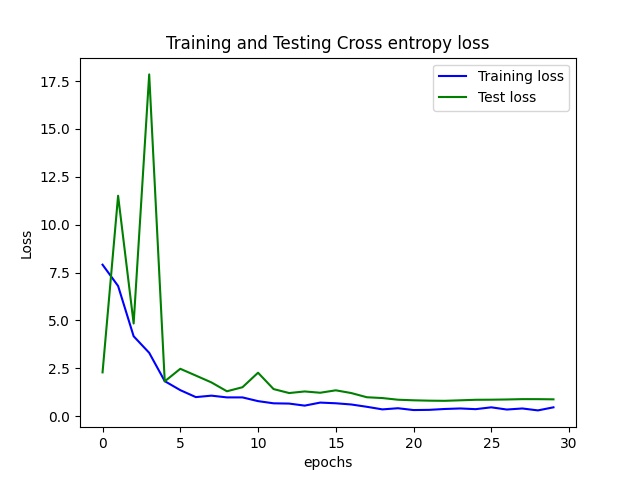 Training and Testing Cross entropy loss
Training loss
Test loss
17.5
15.0
12.5
10.0
7.5
5.0
2.5
0.0
Loss
0 5 10 15 20 25 30
epochs